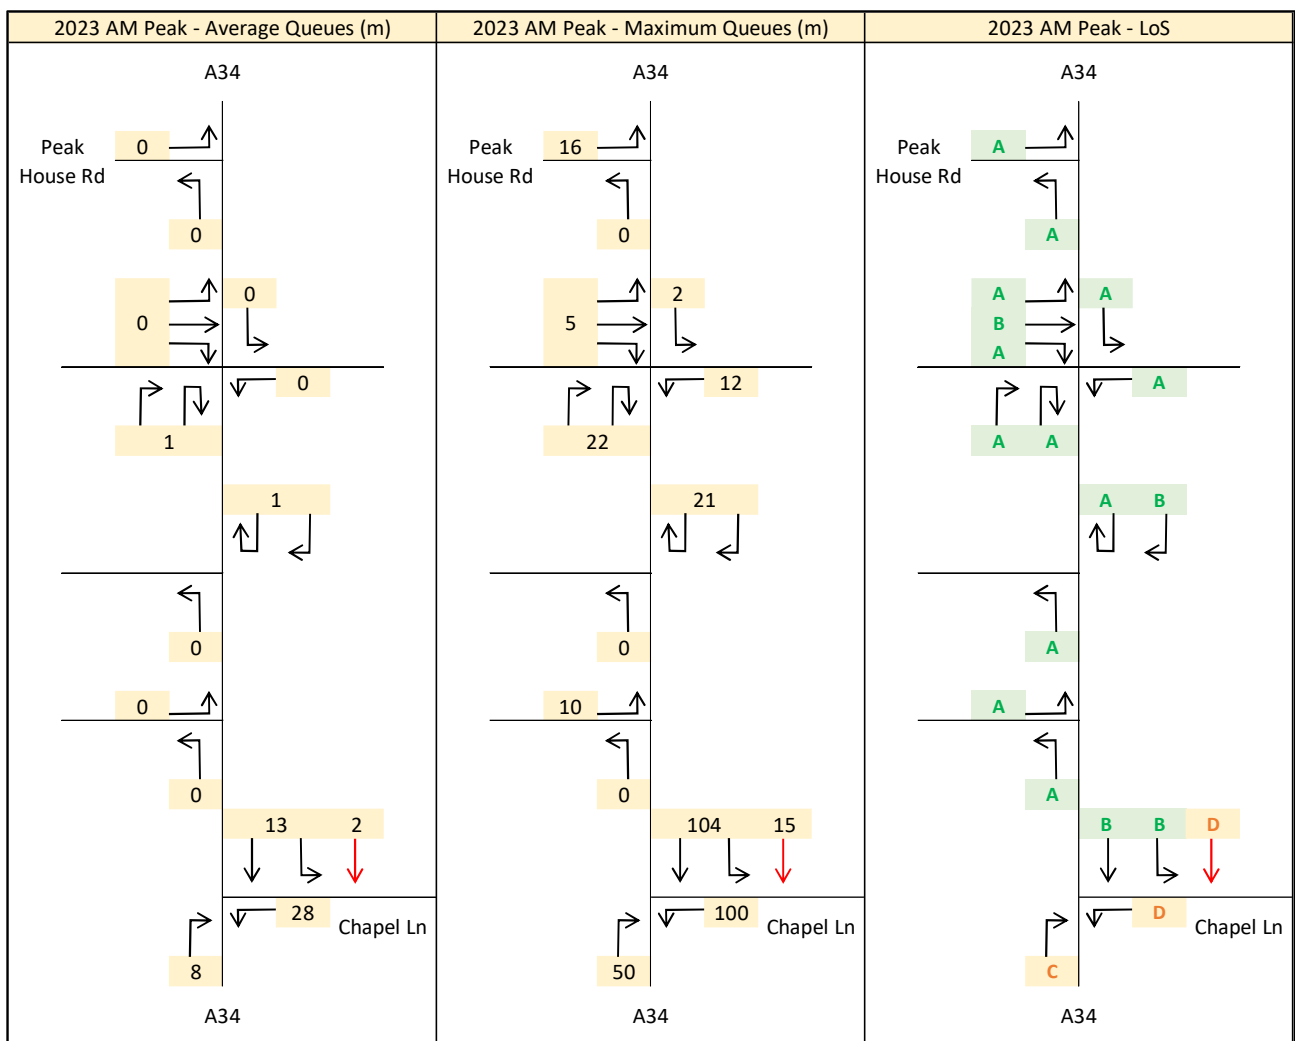 2023 AM Peak - Average Queues (m)
A34
Peak
House Rd
0
0
0
0
0
1
1
0
0
0
13 2
28
Chapel Ln
8
A34
2023 AM Peak - Maximum Queues (m)
A34
Peak
House Rd
16
0
2
5
12
22
21
0
10
0
104 15
100
Chapel Ln
50
A34
2023 AM Peak - LoS
A34
Peak
House Rd
A
A
A A
B
A
A
A A
A B
A
A
A
B B D
D
Chapel Ln
C
A34